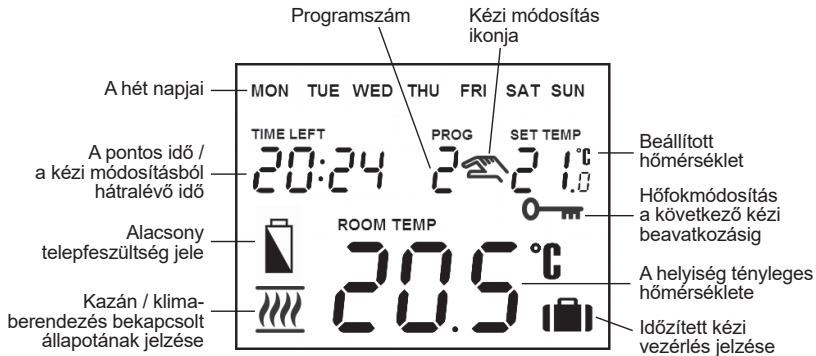 Programszám
Kézi módosítás
ikonja
A hét napjai
MON TUE WED THU FRI SAT SUN
TIME LEFT
PROG
SET TEMP
A pontos idő /
a kézi módosításból
hátralévő idő
20:24
2
21.0 °C
Beállított
hőmérséklet
Hőfokmódosítás
a következő kézi
beavatkozásig
Alacsony
telepfeszültség jele
ROOM TEMP
20.5 °C
A helyiség tényleges
hőmérséklete
Kazán / klíma-
berendezés bekapcsolt
állapotának jelzése
Időzített kézi
vezérlés jelzése